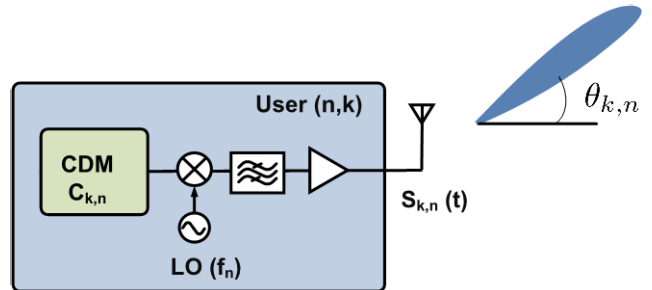 User (n,k)
θk,n
CDM
Ck,n
Sk,n (t)
LO (fn)